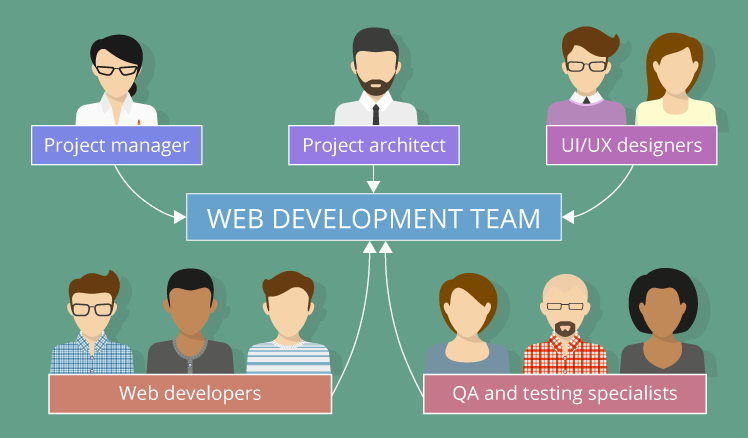 Project manager
Project architect
UI/UX designers
WEB DEVELOPMENT TEAM
Web developers
QA and testing specialists